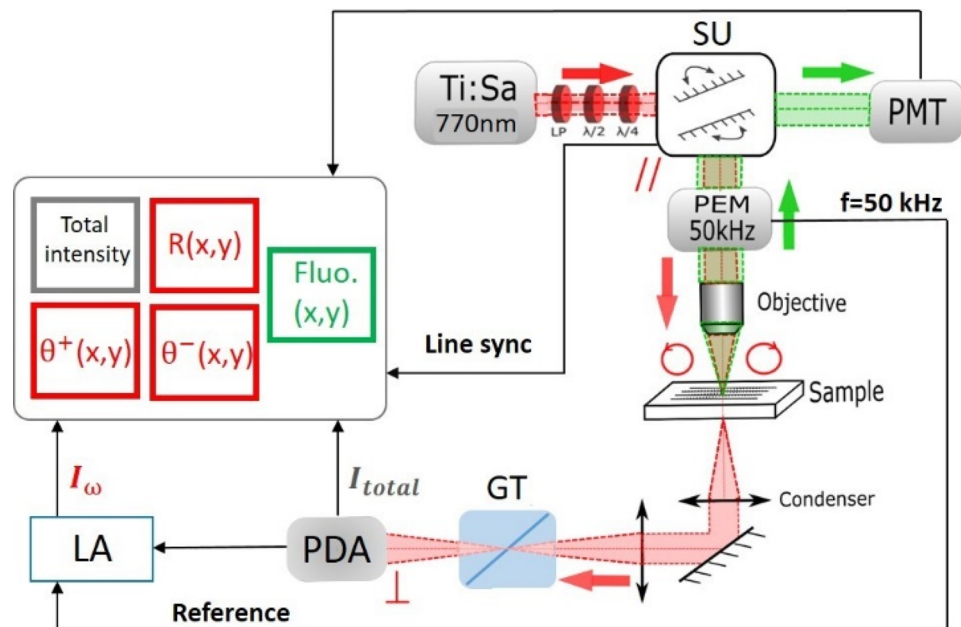 SU
Ti:Sa
770nm
LP
λ/2
λ/4
PMT
//
PEM
50kHz
f=50 kHz
Total
intensity
R(x,y)
Fluo.
(x,y)
θ⁺(x,y)
θ⁻(x,y)
Objective
Line sync
Sample
I_ω
I_total
GT
Condenser
LA
PDA
⊥
Reference